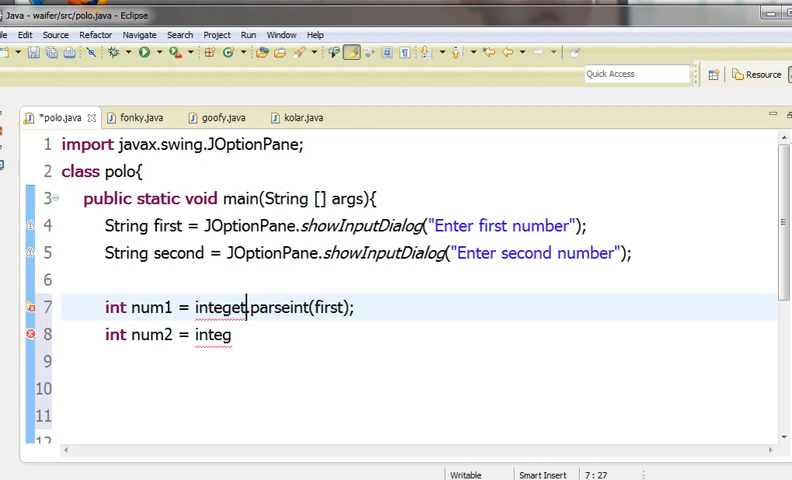 Java - waifer/src/polo.java - Eclipse
Edit Source Refactor Navigate Search Project Run Window Help
Quick Access Resource
*polo.java fonky.java goofy.java kolar.java
1 import javax.swing.JOptionPane;
2 class polo{
3 public static void main(String [] args){
4 String first = JOptionPane.showInputDialog("Enter first number");
5 String second = JOptionPane.showInputDialog("Enter second number");
6
7 int num1 = integet.parseint(first);
8 int num2 = integ
9
10
11
12
Writable Smart Insert 7 : 27